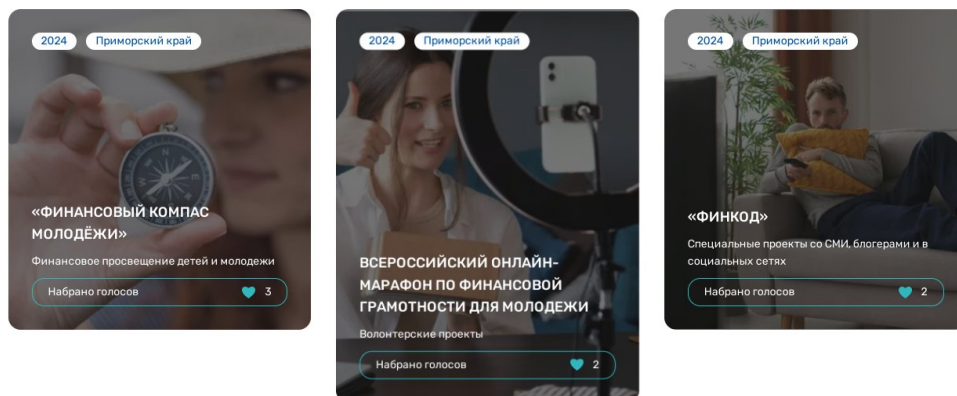 2024 Приморский край
«ФИНАНСОВЫЙ КОМПАС
МОЛОДЁЖИ»
Финансовое просвещение детей и молодежи
Набрано голосов 3
2024 Приморский край
ВСЕРОССИЙСКИЙ ОНЛАЙН-
МАРАФОН ПО ФИНАНСОВОЙ
ГРАМОТНОСТИ ДЛЯ МОЛОДЕЖИ
Волонтерские проекты
Набрано голосов 2
2024 Приморский край
«ФИНКОД»
Специальные проекты со СМИ, блогерами и в
социальных сетях
Набрано голосов 2